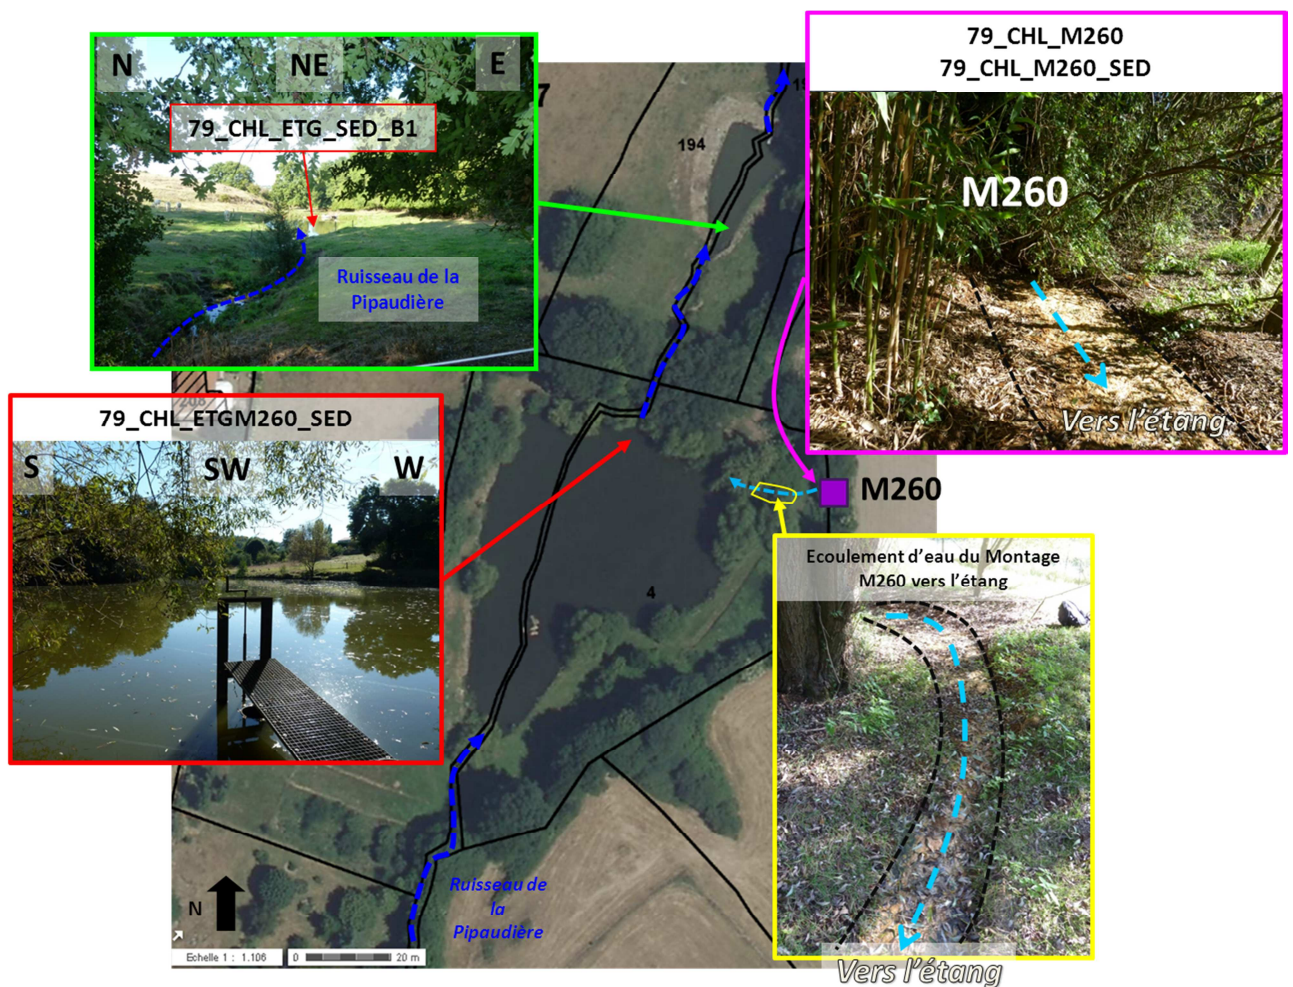 N NE E
79_CHL_ETG_SED_B1
Ruisseau de la
Pipaudière
79_CHL_M260
79_CHL_M260_SED
M260
Vers l'étang
7
194
79_CHL_ETGM260_SED
S SW W
M260
4
Ecoulement d'eau du Montage
M260 vers l'étang
Vers l'étang
Ruisseau de
la
Pipaudière
N
Echelle 1 : 1.106
0 20 m